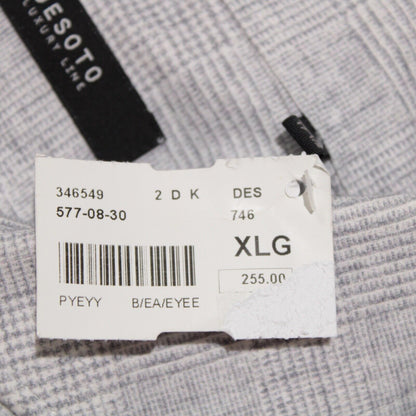 DESOTO
LUXURY LINE
346549 2 D K DES
577-08-30 746
XLG
255.00
PYEYY B/EA/EYEE